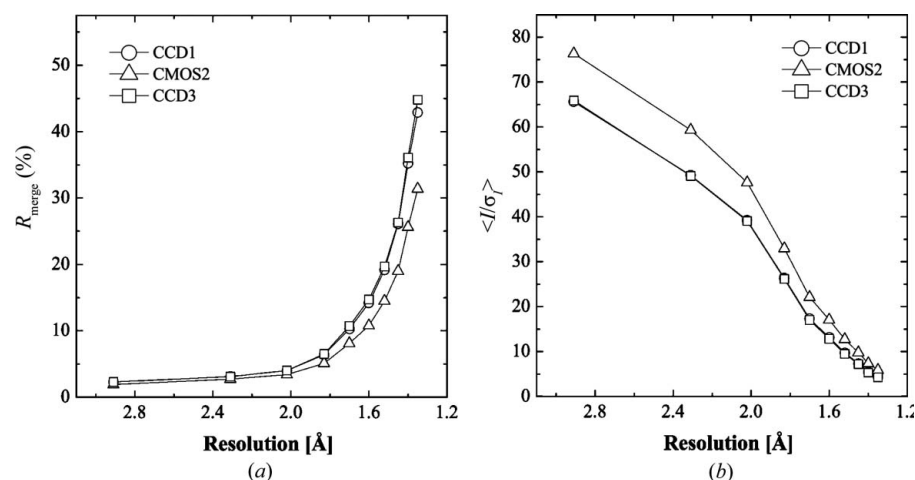 CCD1
CMOS2
CCD3
50
40
30
20
10
0
R merge (%)
2.8 2.4 2.0 1.6 1.2
Resolution [Å]
(a)
CCD1
CMOS2
CCD3
80
70
60
50
40
30
20
10
0
<I/σI>
2.8 2.4 2.0 1.6 1.2
Resolution [Å]
(b)